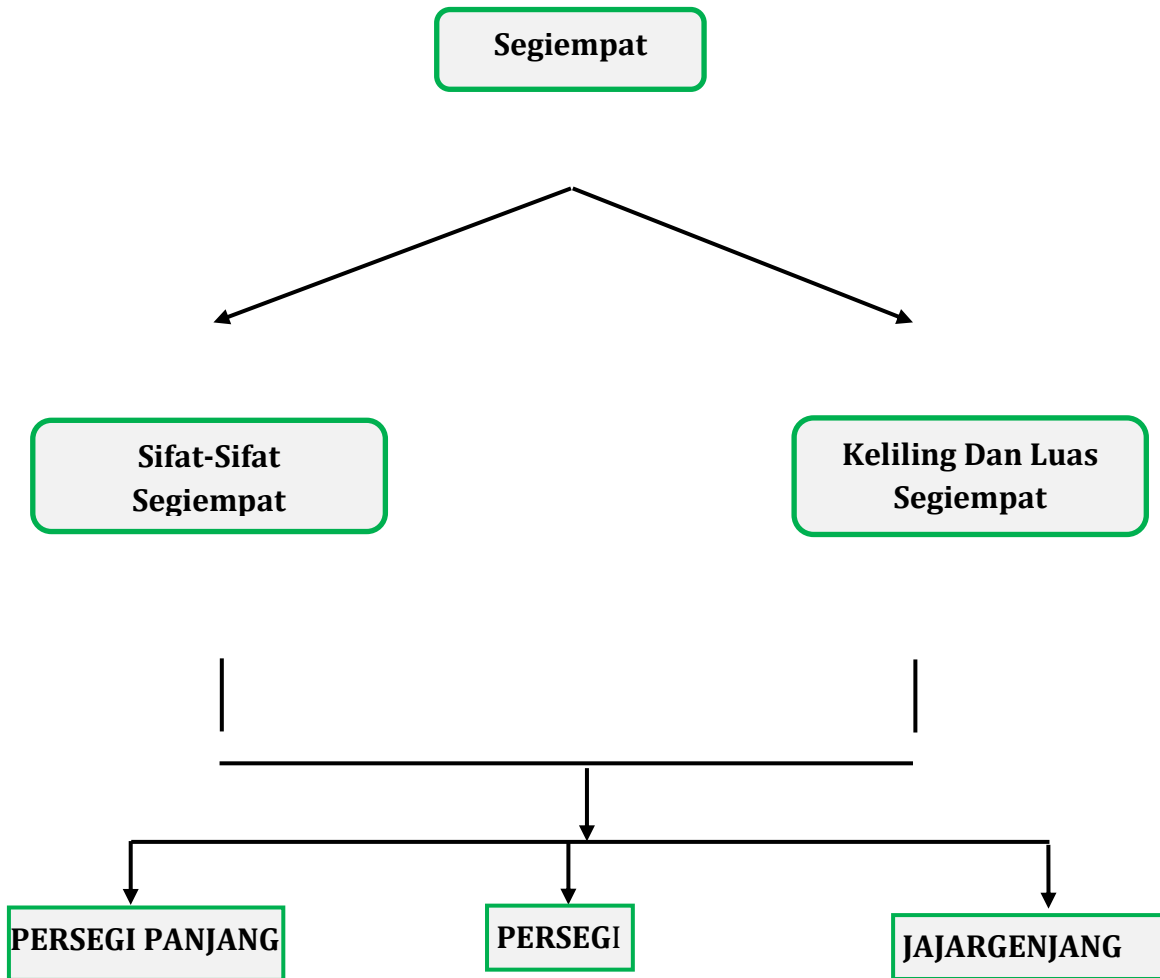 Segiempat
Sifat-Sifat
Segiempat
Keliling Dan Luas
Segiempat
PERSEGI PANJANG
PERSEGI
JAJARGENJANG